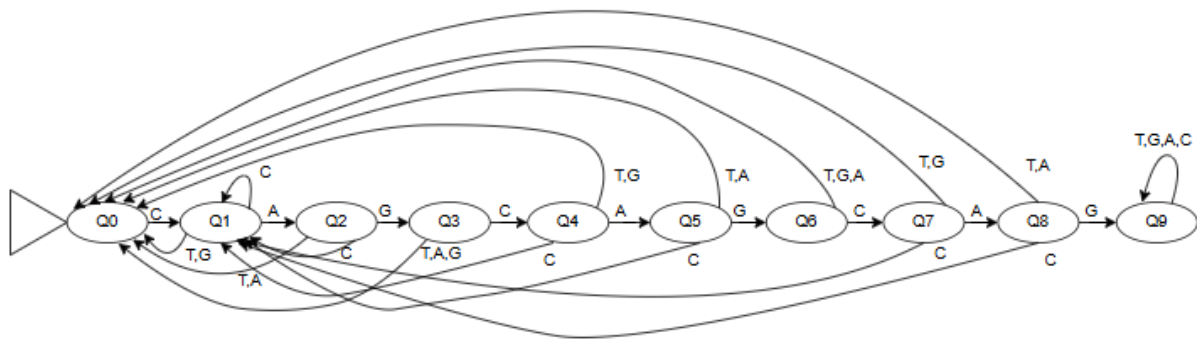 C
T,G,A,C
T,G
T,A
T,G,A
T,G
T,A
Q0
C
Q1
A
Q2
G
Q3
C
Q4
A
Q5
G
Q6
C
Q7
A
Q8
G
Q9
T,G
C
T,A,G
C
C
C
C
T,A